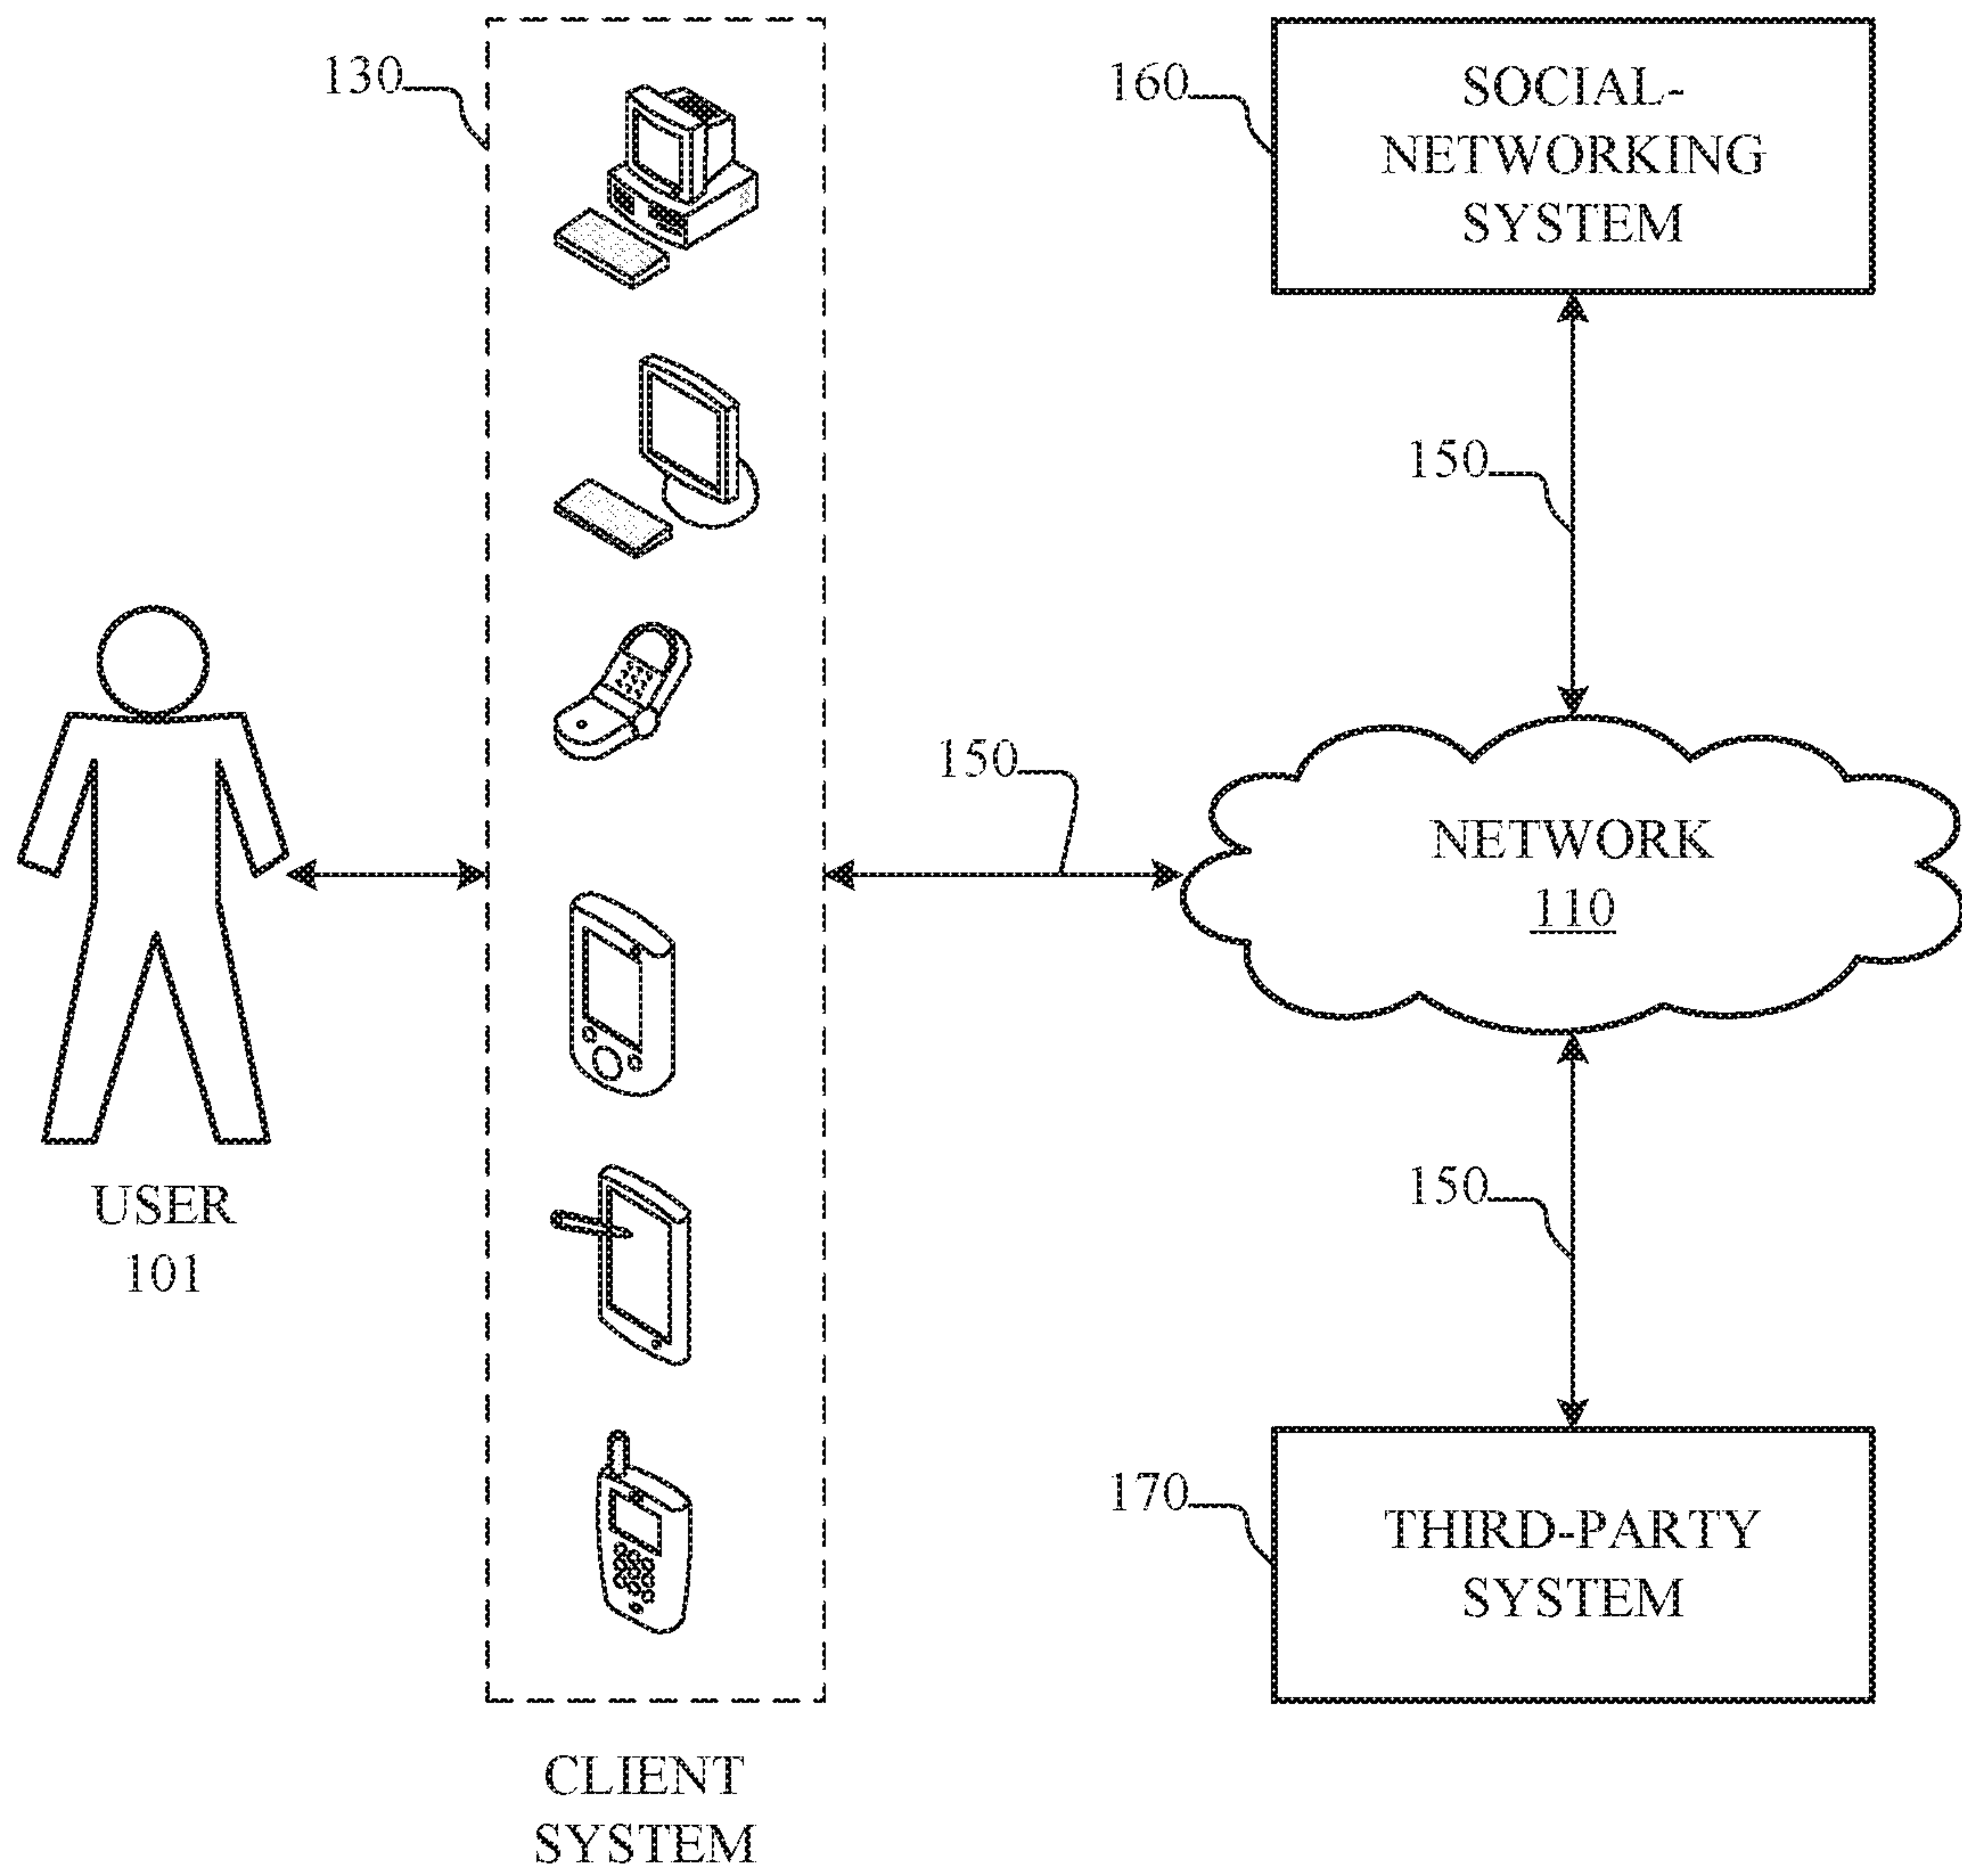 130
160
SOCIAL-
NETWORKING
SYSTEM
150
150
NETWORK
110
USER
101
150
170
THIRD-PARTY
SYSTEM
CLIENT
SYSTEM